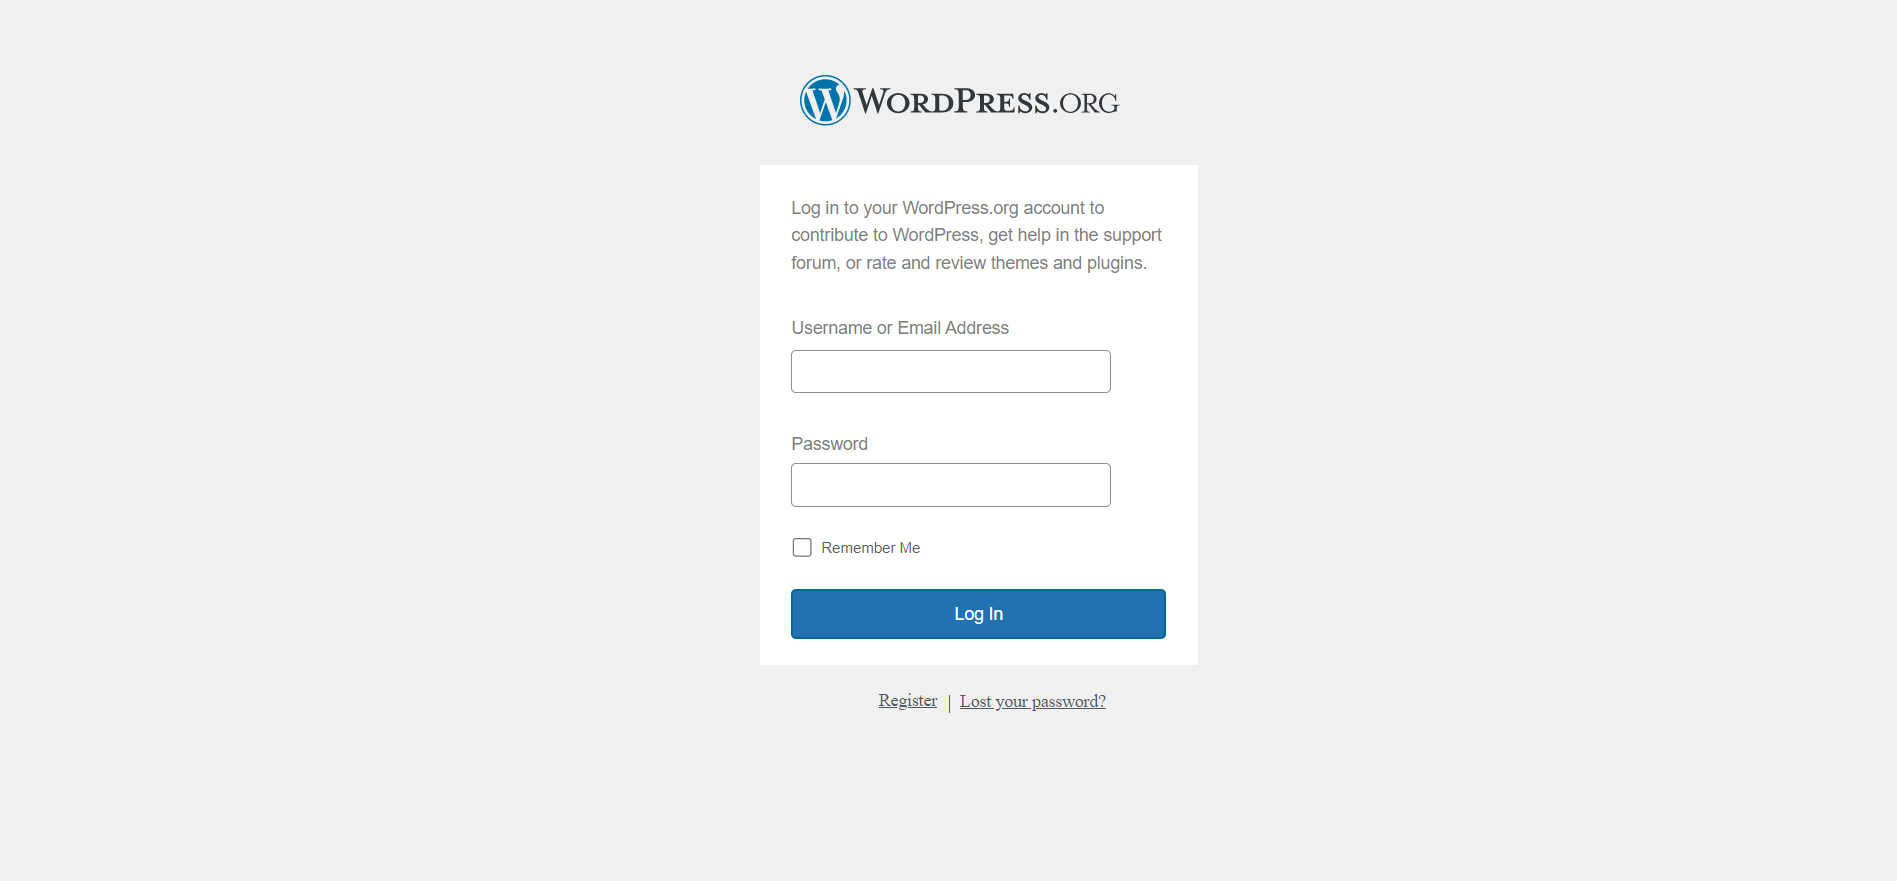 WORDPRESS.ORG
Log in to your WordPress.org account to
contribute to WordPress, get help in the support
forum, or rate and review themes and plugins.
Username or Email Address
Password
Remember Me
Log In
Register | Lost your password?